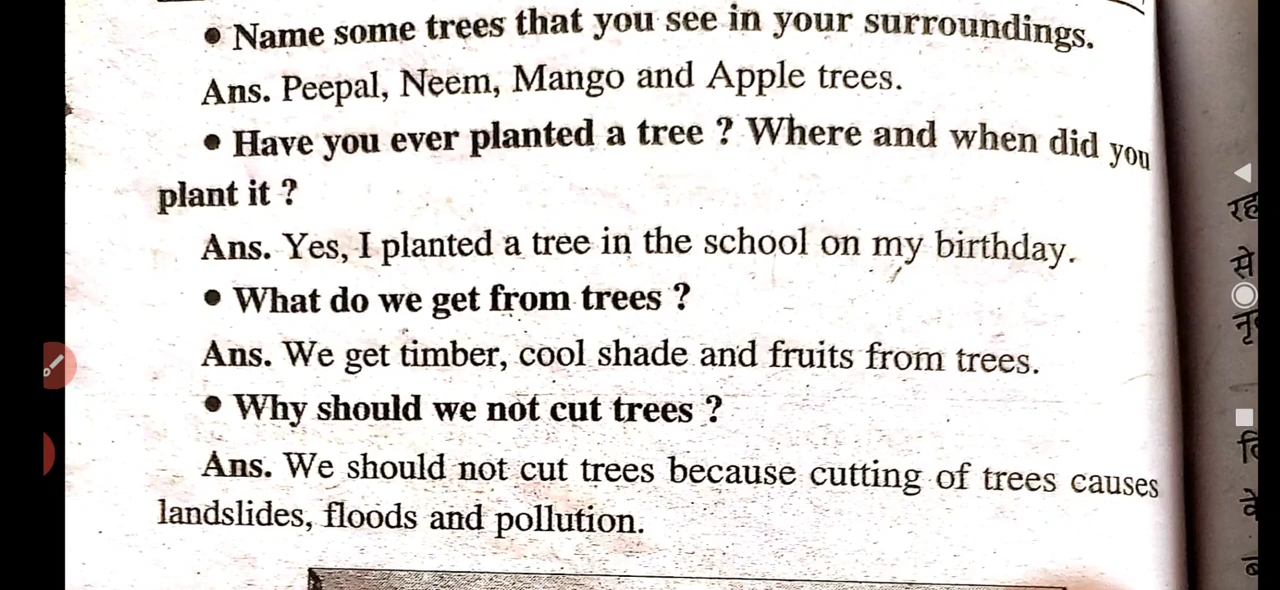 • Name some trees that you see in your surroundings.
Ans. Peepal, Neem, Mango and Apple trees.
• Have you ever planted a tree ? Where and when did you
plant it ?
Ans. Yes, I planted a tree in the school on my birthday.
• What do we get from trees ?
Ans. We get timber, cool shade and fruits from trees.
• Why should we not cut trees ?
Ans. We should not cut trees because cutting of trees causes
landslides, floods and pollution.
से